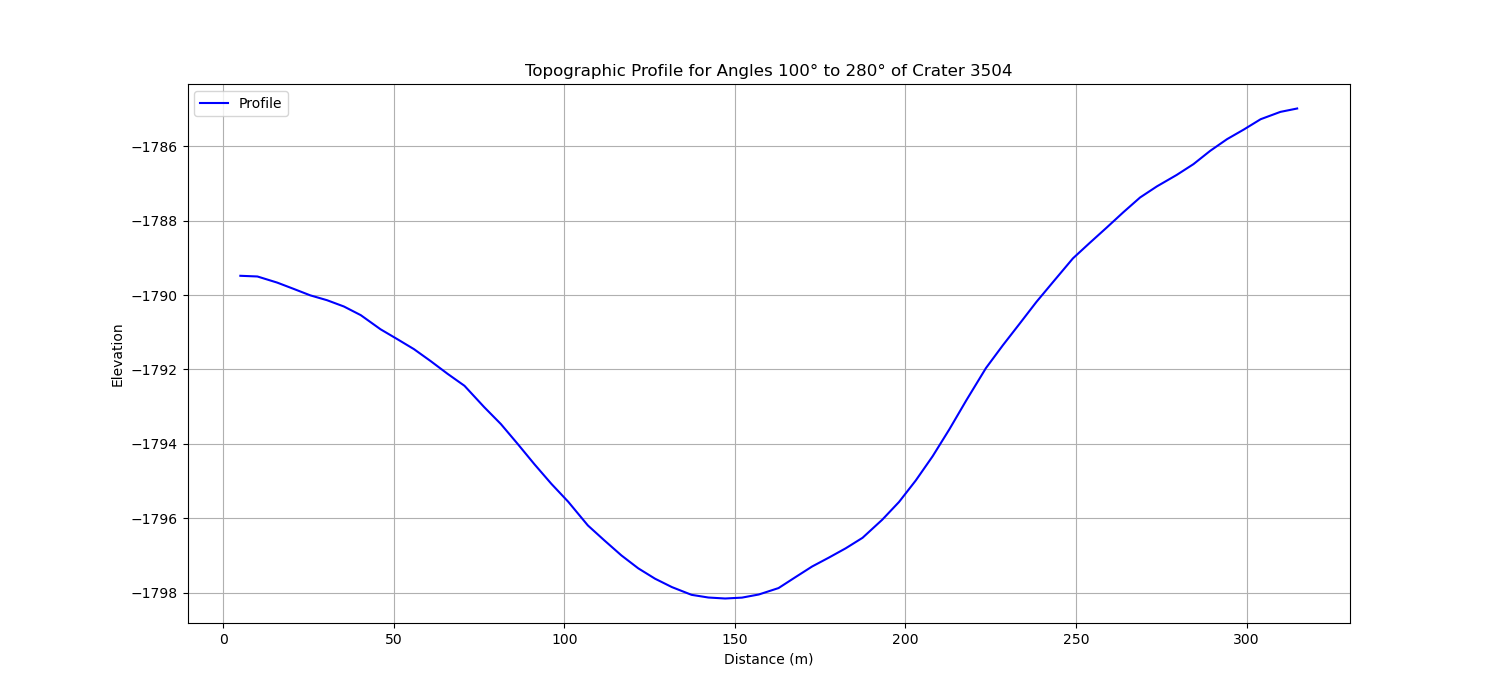 Topographic Profile for Angles 100° to 280° of Crater 3504
Profile
−1786
−1788
−1790
−1792
−1794
−1796
−1798
Elevation
0 50 100 150 200 250 300
Distance (m)